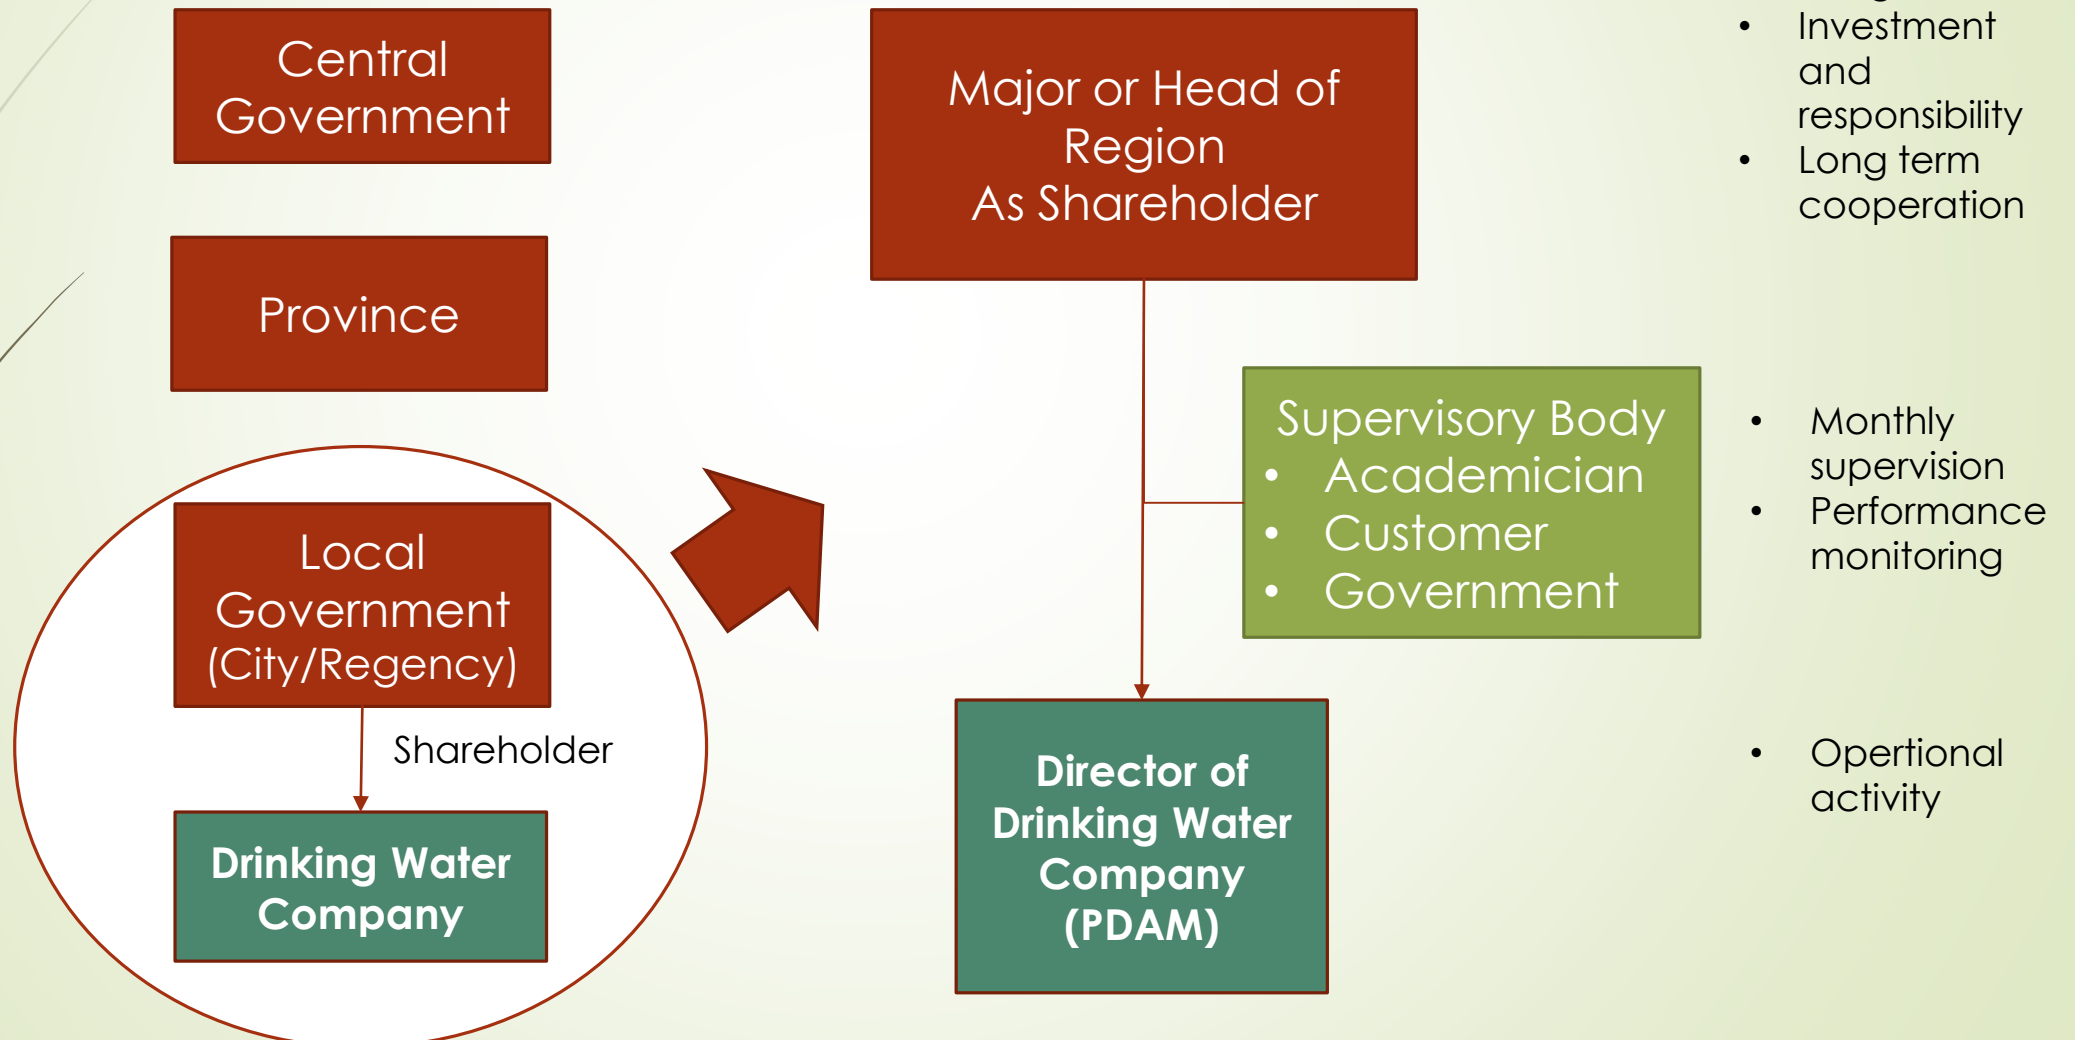 Central
Government
Province
Local
Government
(City/Regency)
Shareholder
Drinking Water
Company
Major or Head of
Region
As Shareholder
Supervisory Body
• Academician
• Customer
• Government
Director of
Drinking Water
Company
(PDAM)
• Investment
and
responsibility
• Long term
cooperation
• Monthly
supervision
• Performance
monitoring
• Opertional
activity